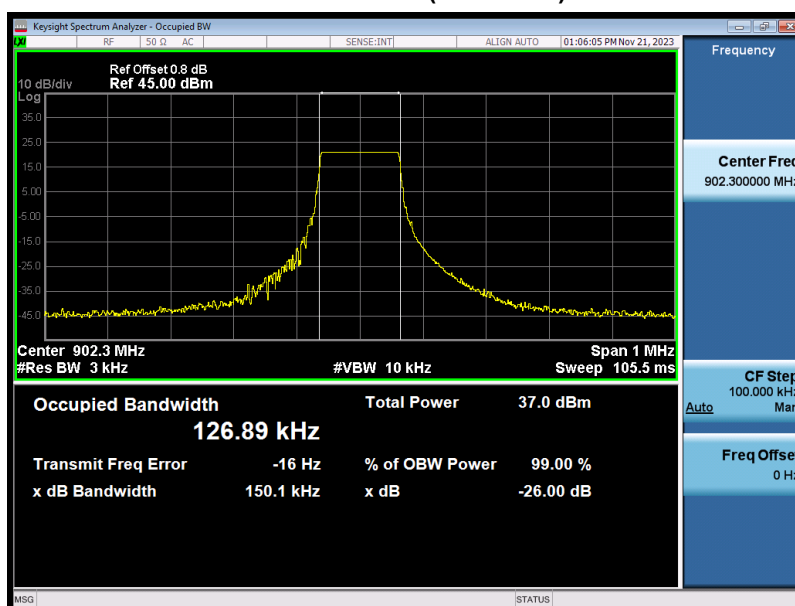 Keysight Spectrum Analyzer - Occupied BW
LXI RF 50 Ω AC SENSE:INT ALIGN AUTO 01:06:05 PM Nov 21, 2023
Frequency
Ref Offset 0.8 dB
10 dB/div Ref 45.00 dBm
Log
35.0
25.0
15.0
5.00
-5.00
-15.0
-25.0
-35.0
-45.0
Center Freq
902.300000 MHz
Center 902.3 MHz Span 1 MHz
#Res BW 3 kHz #VBW 10 kHz Sweep 105.5 ms
CF Step
100.000 kHz
Auto Man
Occupied Bandwidth Total Power 37.0 dBm
126.89 kHz
Transmit Freq Error -16 Hz % of OBW Power 99.00 %
x dB Bandwidth 150.1 kHz x dB -26.00 dB
Freq Offset
0 Hz
MSG STATUS